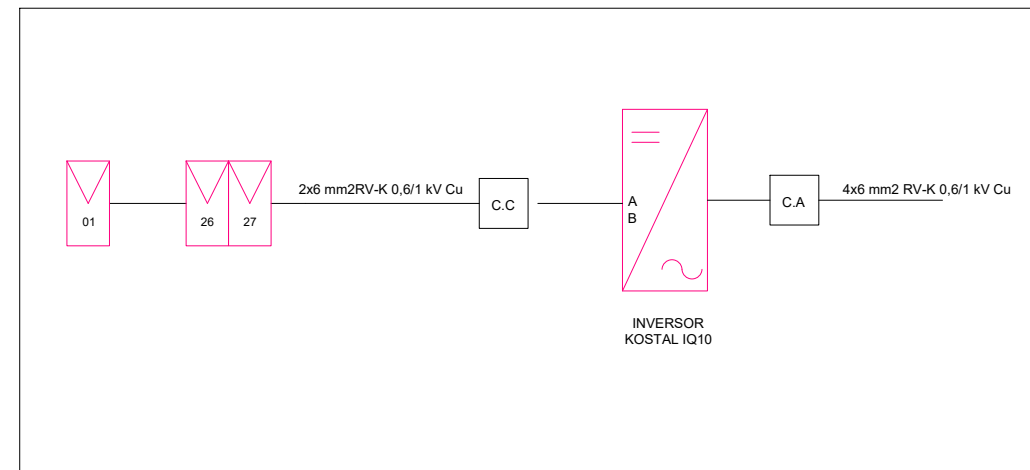 01
26
27
2x6 mm2RV-K 0,6/1 kV Cu
C.C
A
B
INVERSOR
KOSTAL IQ10
C.A
4x6 mm2 RV-K 0,6/1 kV Cu